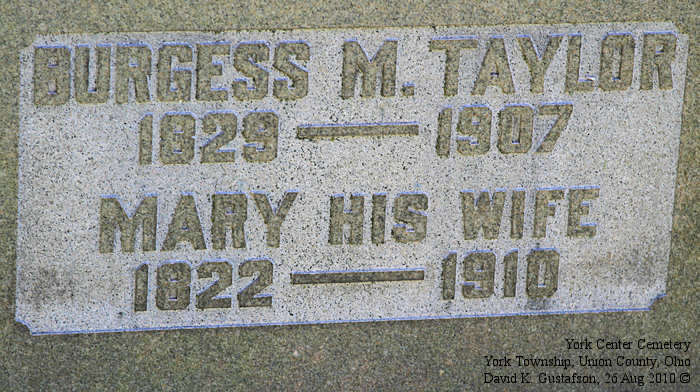 BURGESS M. TAYLOR
1829 — 1907
MARY HIS WIFE
1822 — 1910
York Center Cemetery
York Township, Union County, Ohio
David K. Gustafson, 26 Aug 2010 ©